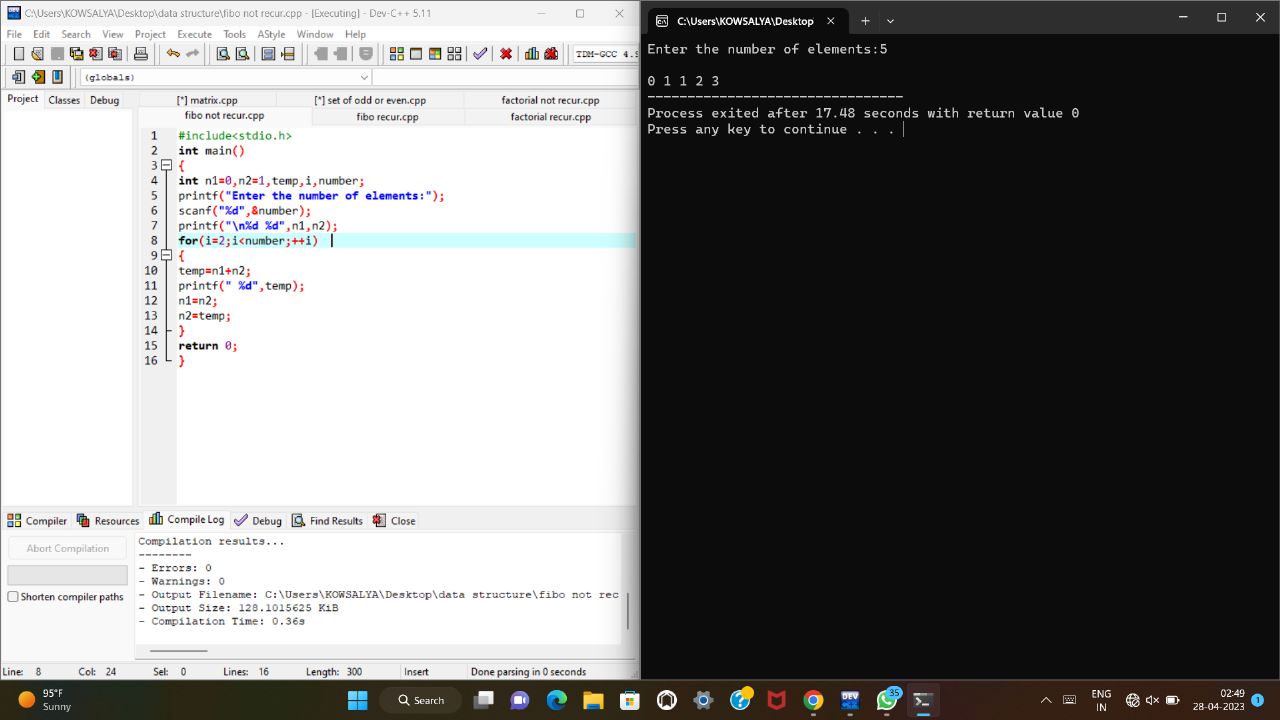 C:\Users\KOWSALYA\Desktop\data structure\fibo not recur.cpp - [Executing] - Dev-C++ 5.11
File Edit Search View Project Execute Tools AStyle Window Help
TDM-GCC 4.9
(globals)
Project Classes Debug
[*] matrix.cpp [*] set of odd or even.cpp factorial not recur.cpp
fibo not recur.cpp fibo recur.cpp factorial recur.cpp
1 #include<stdio.h>
2 int main()
3 {
4 int n1=0,n2=1,temp,i,number;
5 printf("Enter the number of elements:");
6 scanf("%d",&number);
7 printf("\n%d %d",n1,n2);
8 for(i=2;i<number;++i)
9 {
10 temp=n1+n2;
11 printf(" %d",temp);
12 n1=n2;
13 n2=temp;
14 }
15 return 0;
16 }
Compiler Resources Compile Log Debug Find Results Close
Abort Compilation
Shorten compiler paths
Compilation results...
--------
- Errors: 0
- Warnings: 0
- Output Filename: C:\Users\KOWSALYA\Desktop\data structure\fibo not rec
- Output Size: 128.1015625 KiB
- Compilation Time: 0.36s
Line: 8 Col: 24 Sel: 0 Lines: 16 Length: 300 Insert Done parsing in 0 seconds
C:\Users\KOWSALYA\Desktop
Enter the number of elements:5
0 1 1 2 3
--------------------------------
Process exited after 17.48 seconds with return value 0
Press any key to continue . . .
95°F
Sunny
Search
DEV
35
ENG
IN
02:49
28-04-2023
1